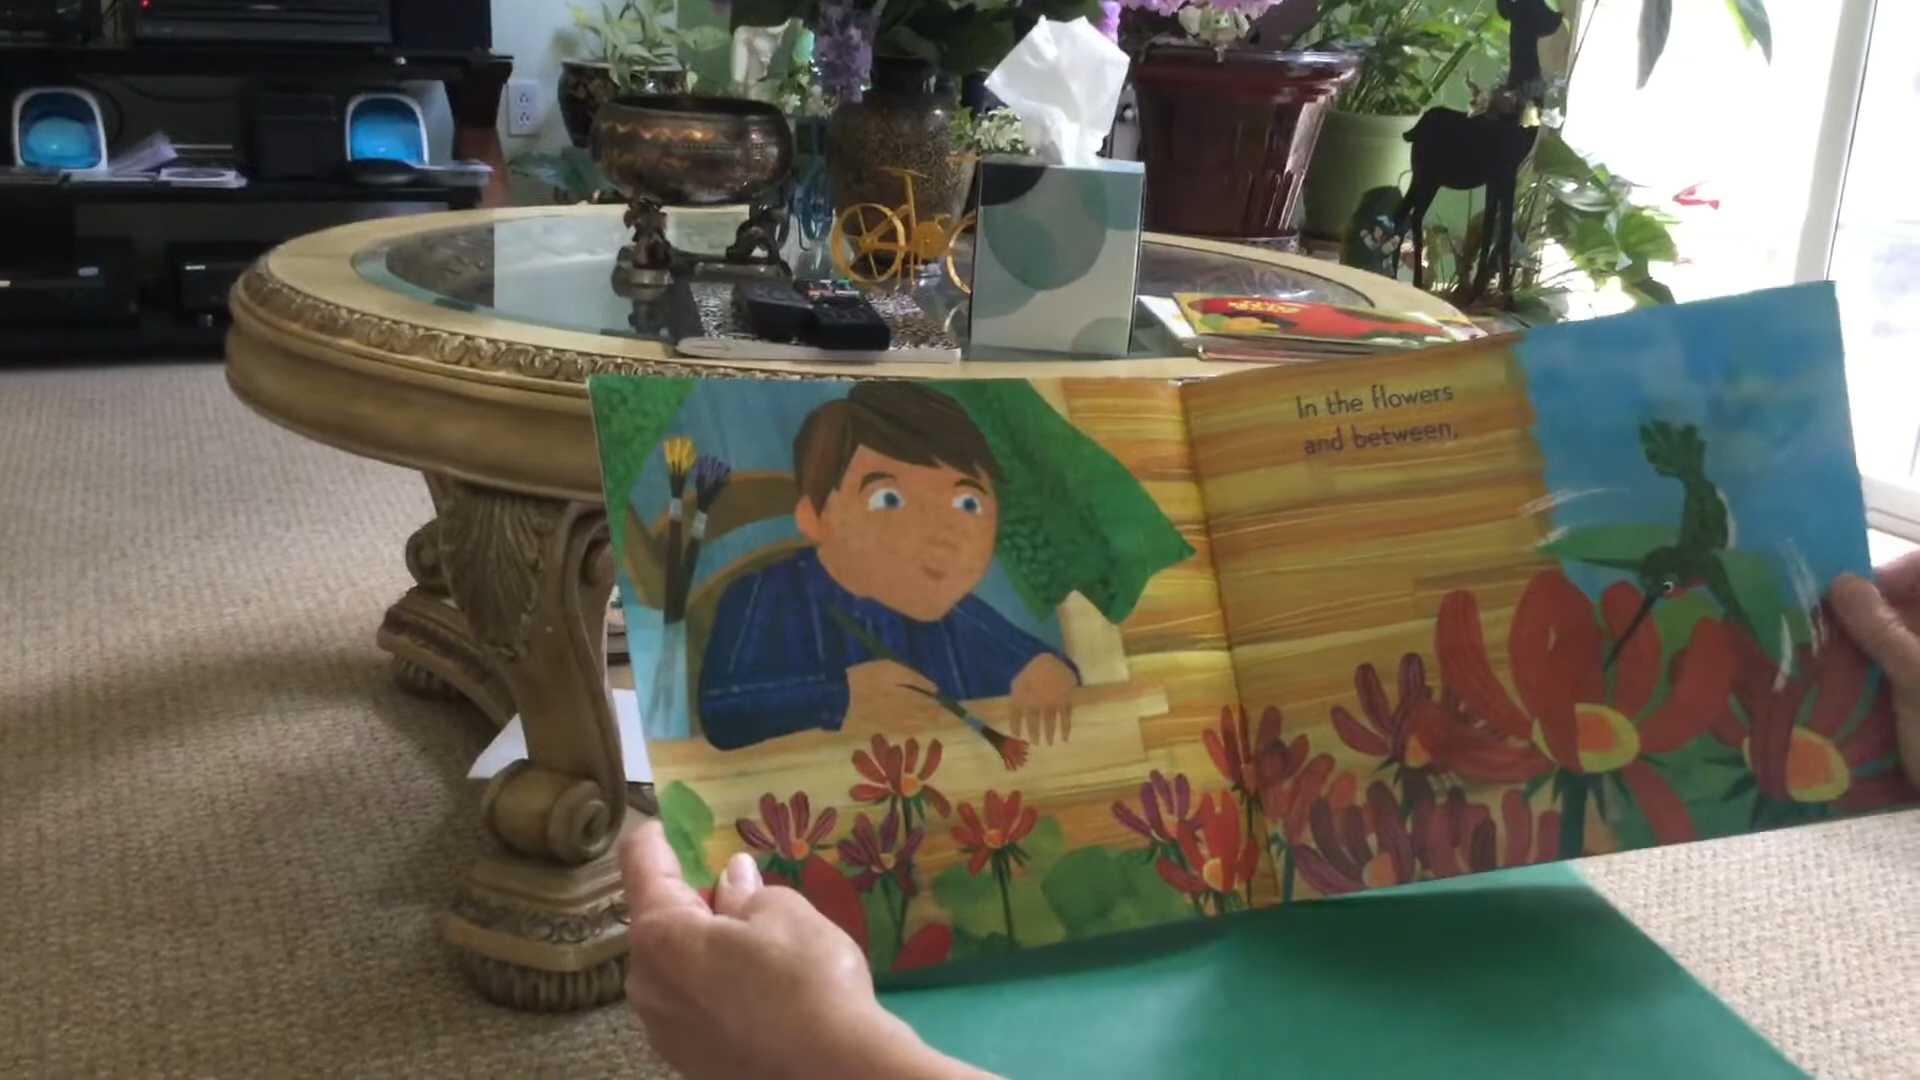 In the flowers
and between,